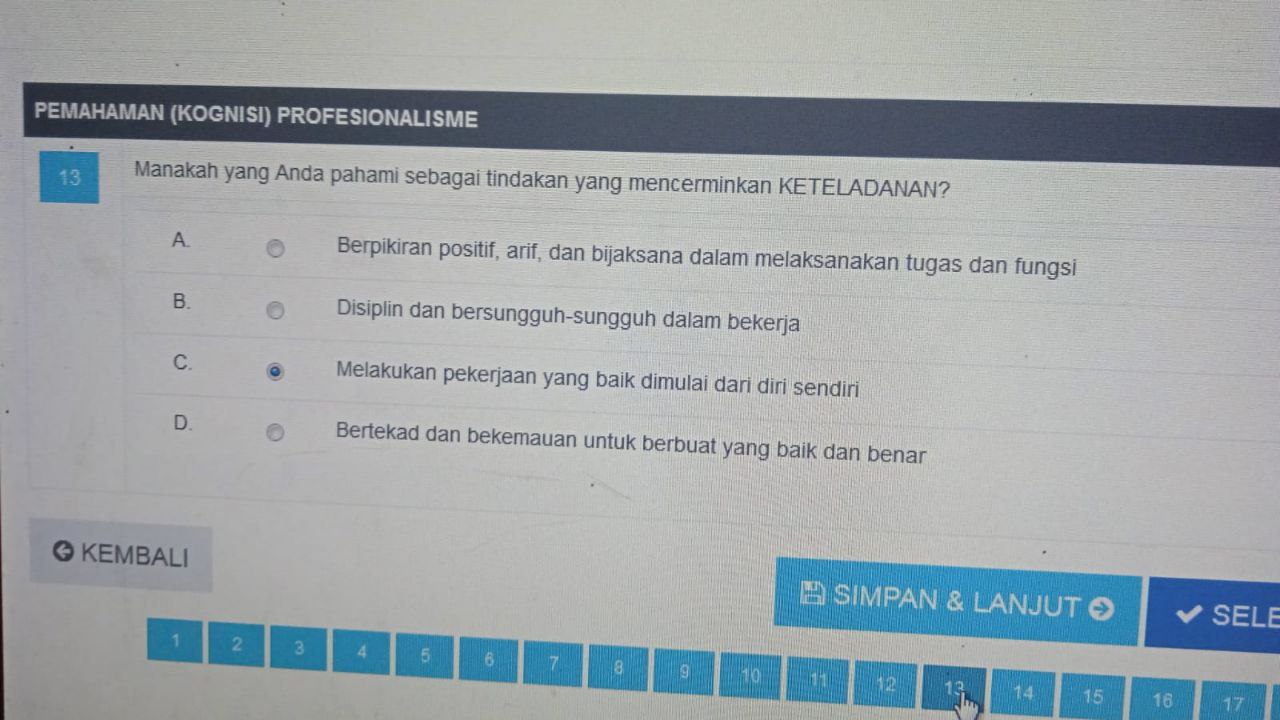 PEMAHAMAN (KOGNISI) PROFESIONALISME
13 Manakah yang Anda pahami sebagai tindakan yang mencerminkan KETELADANAN?
A. Berpikiran positif, arif, dan bijaksana dalam melaksanakan tugas dan fungsi
B. Disiplin dan bersungguh-sungguh dalam bekerja
C. Melakukan pekerjaan yang baik dimulai dari diri sendiri
D. Bertekad dan bekemauan untuk berbuat yang baik dan benar
KEMBALI
SIMPAN & LANJUT
SELE
1 2 3 4 5 6 7 8 9 10 11 12 13 14 15 16 17